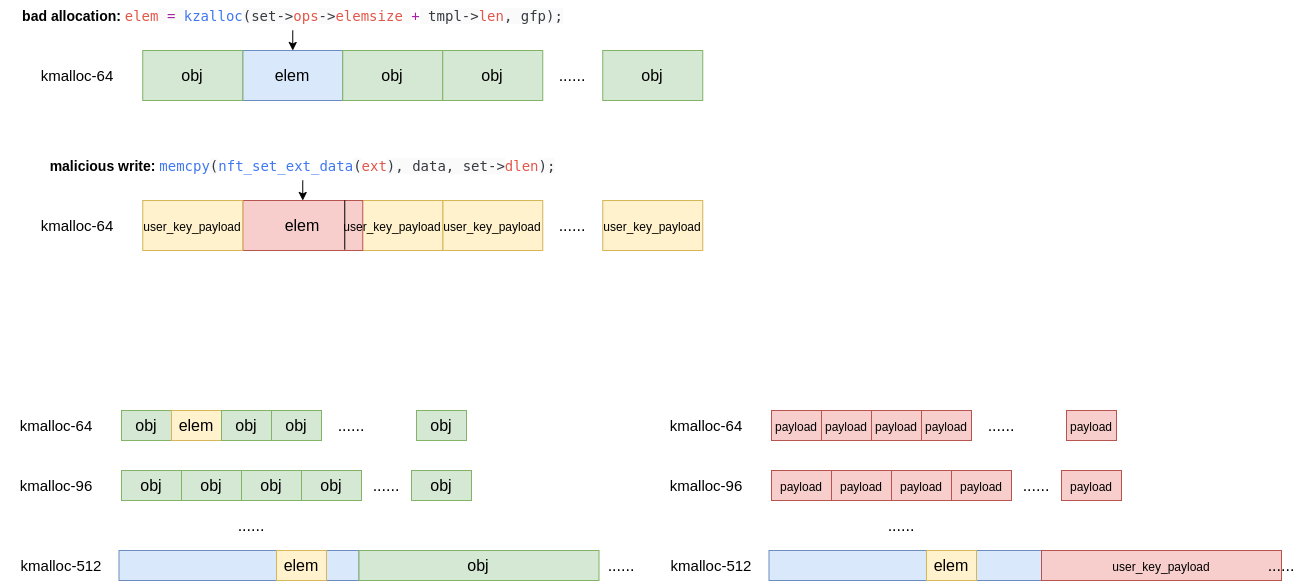 bad allocation: elem = kzalloc(set->ops->elemsize + tmpl->len, gfp);
kmalloc-64 obj elem obj obj ...... obj
malicious write: memcpy(nft_set_ext_data(ext), data, set->dlen);
kmalloc-64 user_key_payload elem user_key_payload user_key_payload ...... user_key_payload
kmalloc-64 obj elem obj obj ...... obj
kmalloc-96 obj obj obj obj ...... obj
......
kmalloc-512 elem obj ......
kmalloc-64 payload payload payload payload ...... payload
kmalloc-96 payload payload payload payload ...... payload
......
kmalloc-512 elem user_key_payload ......